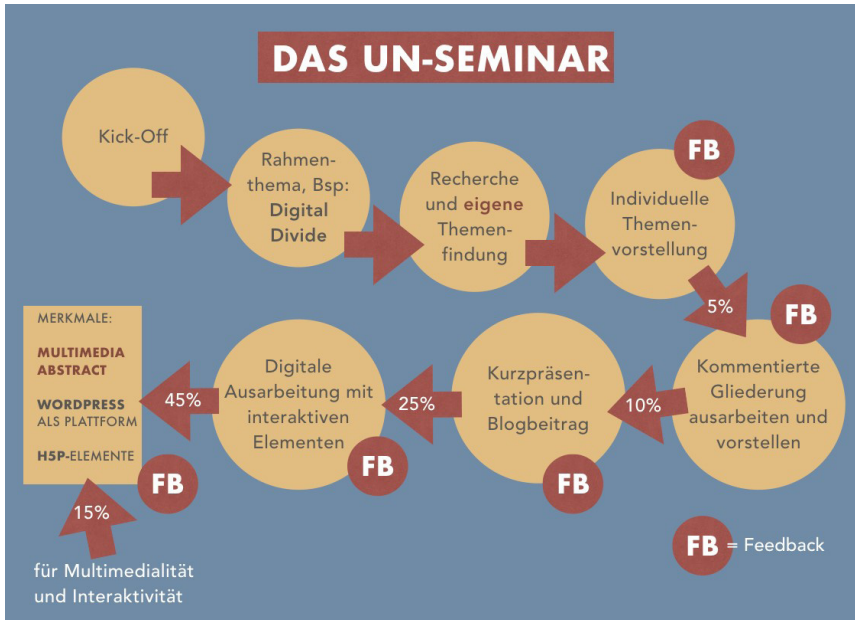 DAS UN-SEMINAR
Kick-Off
Rahmen-
thema, Bsp:
Digital
Divide
Recherche
und eigene
Themen-
findung
FB
Individuelle
Themen-
vorstellung
5%
FB
Kommentierte
Gliederung
ausarbeiten und
vorstellen
10%
Kurzpräsen-
tation und
Blogbeitrag
FB
25%
Digitale
Ausarbeitung mit
interaktiven
Elementen
FB
45%
MERKMALE:
MULTIMEDIA
ABSTRACT
WORDPRESS
ALS PLATTFORM
H5P-ELEMENTE
FB
15%
für Multimedialität
und Interaktivität
FB = Feedback